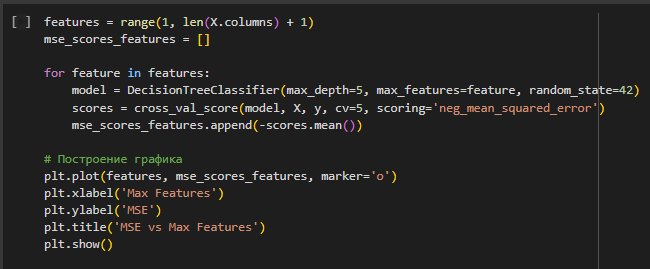 [ ] features = range(1, len(X.columns) + 1)
mse_scores_features = []
for feature in features:
model = DecisionTreeClassifier(max_depth=5, max_features=feature, random_state=42)
scores = cross_val_score(model, X, y, cv=5, scoring='neg_mean_squared_error')
mse_scores_features.append(-scores.mean())
# Построение графика
plt.plot(features, mse_scores_features, marker='o')
plt.xlabel('Max Features')
plt.ylabel('MSE')
plt.title('MSE vs Max Features')
plt.show()